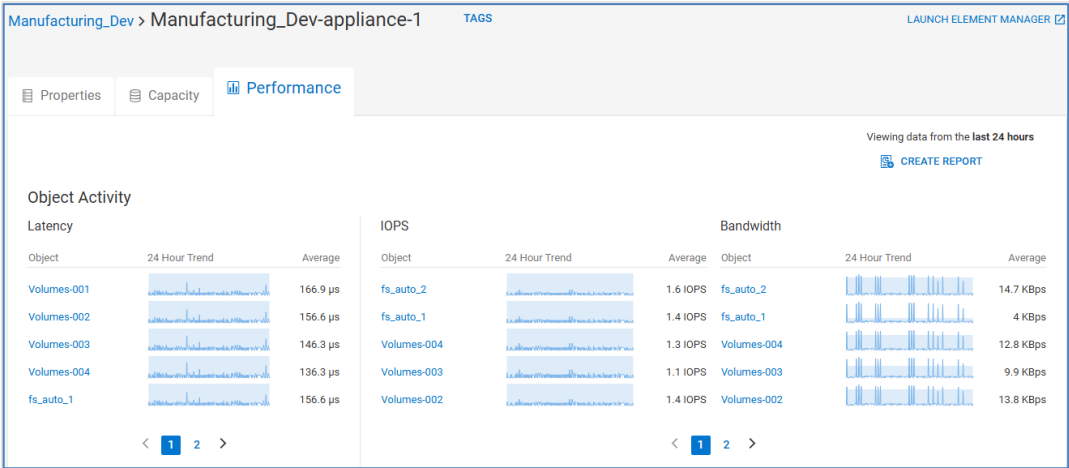 Manufacturing_Dev > Manufacturing_Dev-appliance-1 TAGS LAUNCH ELEMENT MANAGER
Properties Capacity Performance
Viewing data from the last 24 hours
CREATE REPORT
Object Activity
Latency IOPS Bandwidth
Object 24 Hour Trend Average Object 24 Hour Trend Average Object 24 Hour Trend Average
Volumes-001 166.9 µs fs_auto_2 1.6 IOPS fs_auto_2 14.7 KBps
Volumes-002 156.6 µs fs_auto_1 1.4 IOPS fs_auto_1 4 KBps
Volumes-003 146.3 µs Volumes-004 1.3 IOPS Volumes-004 12.8 KBps
Volumes-004 136.3 µs Volumes-003 1.1 IOPS Volumes-003 9.9 KBps
fs_auto_1 156.6 µs Volumes-002 1.4 IOPS Volumes-002 13.8 KBps
< 1 2 > < 1 2 >